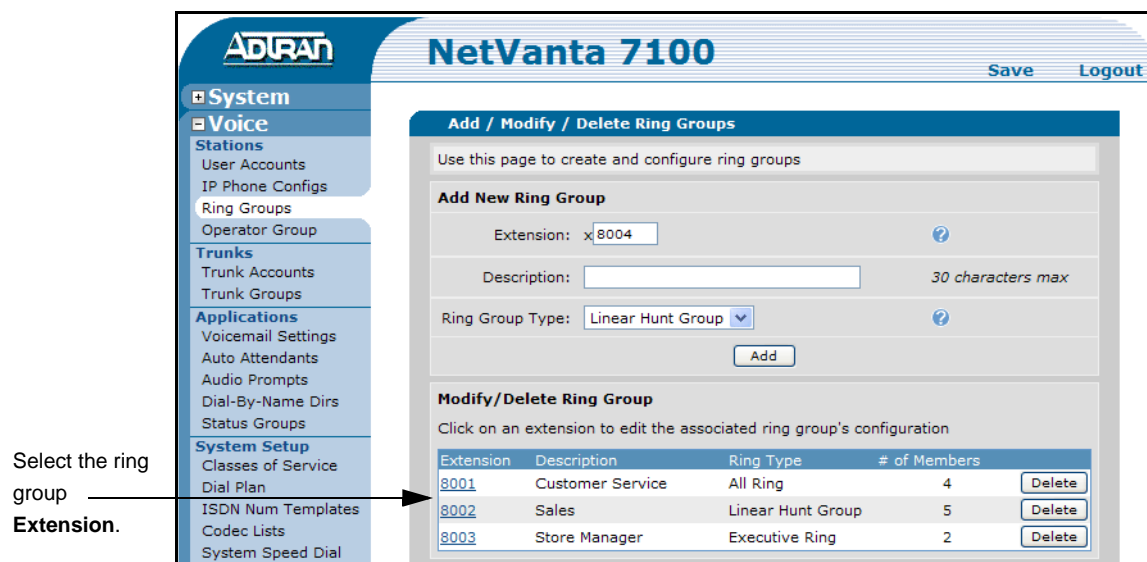 ADTRAN
NetVanta 7100
Save Logout
System
Voice
Stations
User Accounts
IP Phone Configs
Ring Groups
Operator Group
Trunks
Trunk Accounts
Trunk Groups
Applications
Voicemail Settings
Auto Attendants
Audio Prompts
Dial-By-Name Dirs
Status Groups
System Setup
Classes of Service
Dial Plan
ISDN Num Templates
Codec Lists
System Speed Dial
Add / Modify / Delete Ring Groups
Use this page to create and configure ring groups
Add New Ring Group
Extension: x 8004 ?
Description: 30 characters max
Ring Group Type: Linear Hunt Group ?
Add
Modify/Delete Ring Group
Click on an extension to edit the associated ring group's configuration
Extension Description Ring Type # of Members
8001 Customer Service All Ring 4 Delete
8002 Sales Linear Hunt Group 5 Delete
8003 Store Manager Executive Ring 2 Delete
Select the ring
group
Extension.